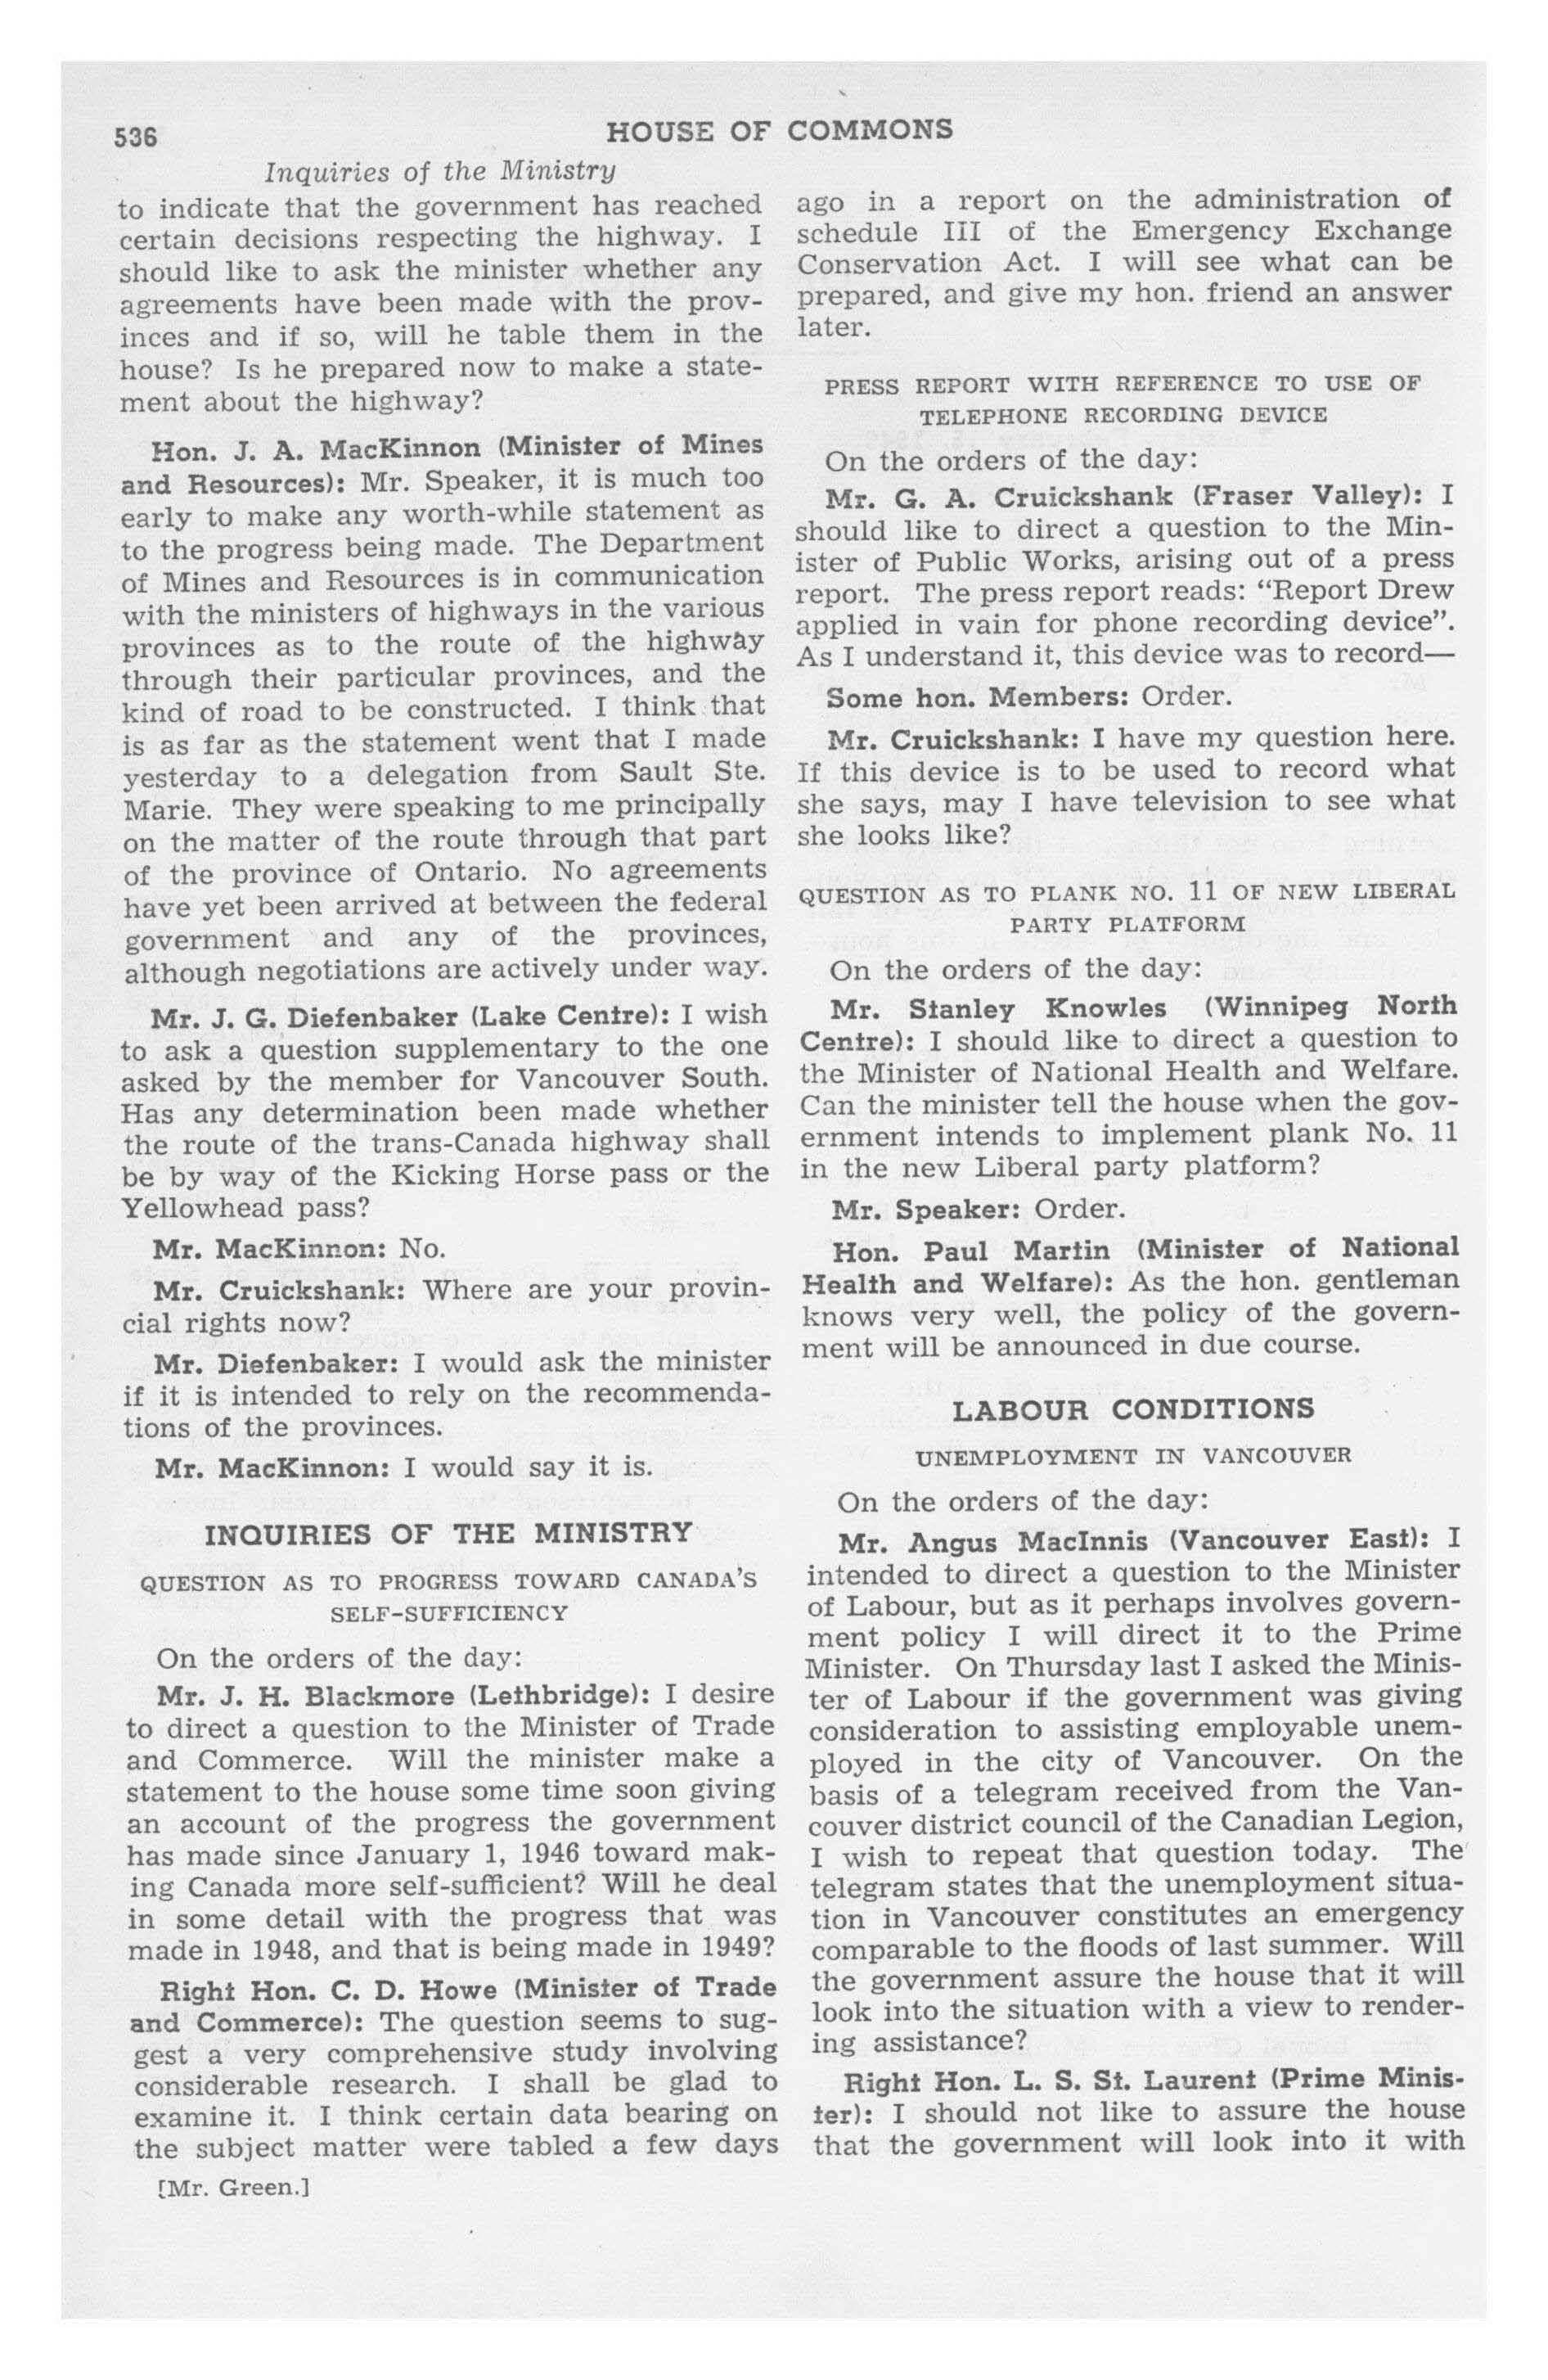 536
HOUSE OF COMMONS
Inquiries of the Ministry
to indicate that the government has reached
certain decisions respecting the highway. I
should like to ask the minister whether any
agreements have been made with the prov-
inces and if so, will he table them in the
house? Is he prepared now to make a state-
ment about the highway?
Hon. J. A. MacKinnon (Minister of Mines
and Resources): Mr. Speaker, it is much too
early to make any worth-while statement as
to the progress being made. The Department
of Mines and Resources is in communication
with the ministers of highways in the various
provinces as to the route of the highway
through their particular provinces, and the
kind of road to be constructed. I think that
is as far as the statement went that I made
yesterday to a delegation from Sault Ste.
Marie. They were speaking to me principally
on the matter of the route through that part
of the province of Ontario. No agreements
have yet been arrived at between the federal
government and any of the provinces,
although negotiations are actively under way.
Mr. J. G. Diefenbaker (Lake Centre): I wish
to ask a question supplementary to the one
asked by the member for Vancouver South.
Has any determination been made whether
the route of the trans-Canada highway shall
be by way of the Kicking Horse pass or the
Yellowhead pass?
Mr. MacKinnon: No.
Mr. Cruickshank: Where are your provin-
cial rights now?
Mr. Diefenbaker: I would ask the minister
if it is intended to rely on the recommenda-
tions of the provinces.
Mr. MacKinnon: I would say it is.
INQUIRIES OF THE MINISTRY
QUESTION AS TO PROGRESS TOWARD CANADA'S
SELF-SUFFICIENCY
On the orders of the day:
Mr. J. H. Blackmore (Lethbridge): I desire
to direct a question to the Minister of Trade
and Commerce. Will the minister make a
statement to the house some time soon giving
an account of the progress the government
has made since January 1, 1946 toward mak-
ing Canada more self-sufficient? Will he deal
in some detail with the progress that was
made in 1948, and that is being made in 1949?
Right Hon. C. D. Howe (Minister of Trade
and Commerce): The question seems to sug-
gest a very comprehensive study involving
considerable research. I shall be glad to
examine it. I think certain data bearing on
the subject matter were tabled a few days
[Mr. Green.]
ago in a report on the administration of
schedule III of the Emergency Exchange
Conservation Act. I will see what can be
prepared, and give my hon. friend an answer
later.
PRESS REPORT WITH REFERENCE TO USE OF
TELEPHONE RECORDING DEVICE
On the orders of the day:
Mr. G. A. Cruickshank (Fraser Valley): I
should like to direct a question to the Min-
ister of Public Works, arising out of a press
report. The press report reads: "Report Drew
applied in vain for phone recording device".
As I understand it, this device was to record—
Some hon. Members: Order.
Mr. Cruickshank: I have my question here.
If this device is to be used to record what
she says, may I have television to see what
she looks like?
QUESTION AS TO PLANK NO. 11 OF NEW LIBERAL
PARTY PLATFORM
On the orders of the day:
Mr. Stanley Knowles (Winnipeg North
Centre): I should like to direct a question to
the Minister of National Health and Welfare.
Can the minister tell the house when the gov-
ernment intends to implement plank No. 11
in the new Liberal party platform?
Mr. Speaker: Order.
Hon. Paul Martin (Minister of National
Health and Welfare): As the hon. gentleman
knows very well, the policy of the govern-
ment will be announced in due course.
LABOUR CONDITIONS
UNEMPLOYMENT IN VANCOUVER
On the orders of the day:
Mr. Angus MacInnis (Vancouver East): I
intended to direct a question to the Minister
of Labour, but as it perhaps involves govern-
ment policy I will direct it to the Prime
Minister. On Thursday last I asked the Minis-
ter of Labour if the government was giving
consideration to assisting employable unem-
ployed in the city of Vancouver. On the
basis of a telegram received from the Van-
couver district council of the Canadian Legion,
I wish to repeat that question today. The
telegram states that the unemployment situa-
tion in Vancouver constitutes an emergency
comparable to the floods of last summer. Will
the government assure the house that it will
look into the situation with a view to render-
ing assistance?
Right Hon. L. S. St. Laurent (Prime Minis-
ter): I should not like to assure the house
that the government will look into it with